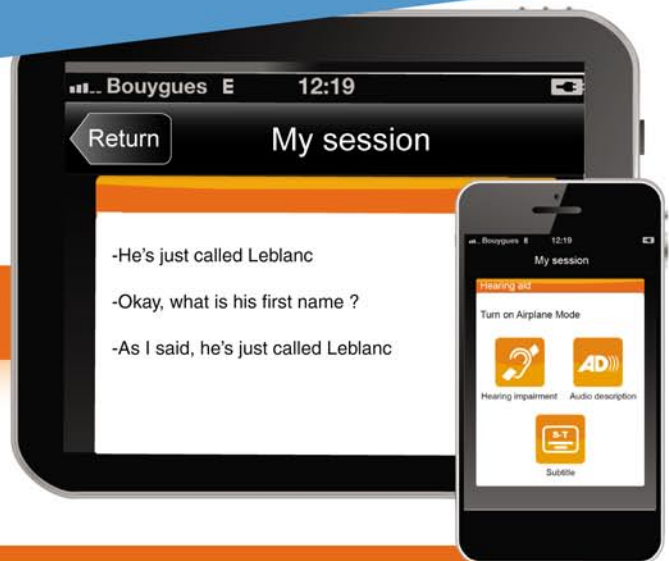 Bouygues E 12:19
Return My session
-He's just called Leblanc
-Okay, what is his first name ?
-As I said, he's just called Leblanc
Bouygues E 12:19
My session
Hearing aid
Turn on Airplane Mode
AD
Hearing impairment Audio description
S-T
Subtitle